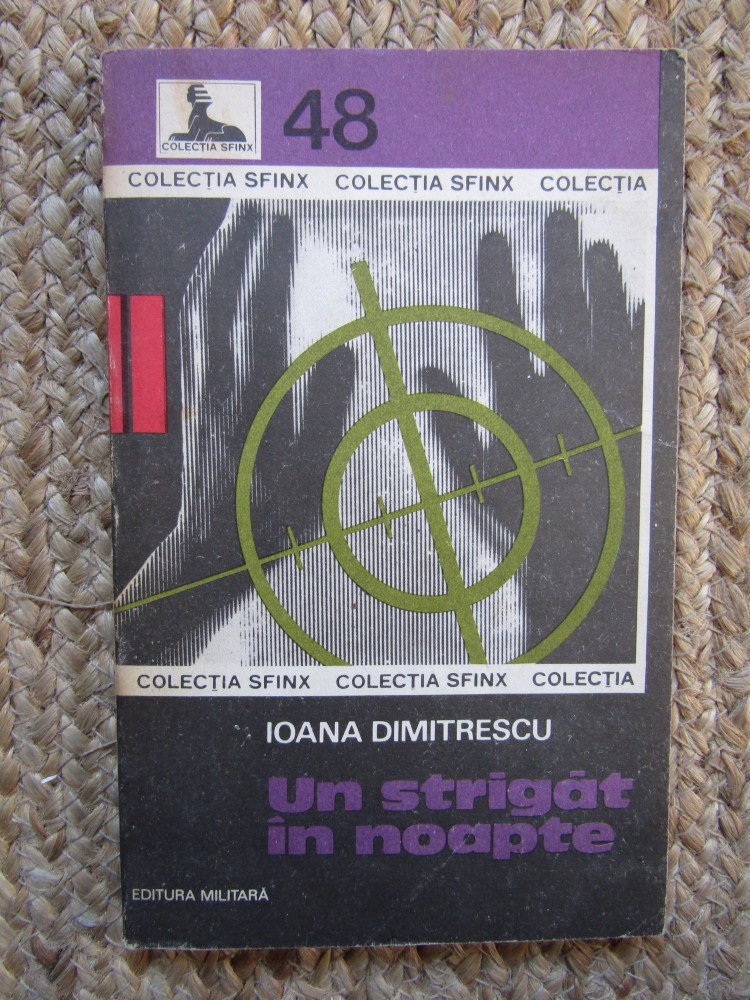 COLECȚIA SFINX
48
COLECȚIA SFINX COLECȚIA SFINX COLECȚIA
COLECȚIA SFINX COLECȚIA SFINX COLECȚIA
IOANA DIMITRESCU
Un strigăt
în noapte
EDITURA MILITARĂ